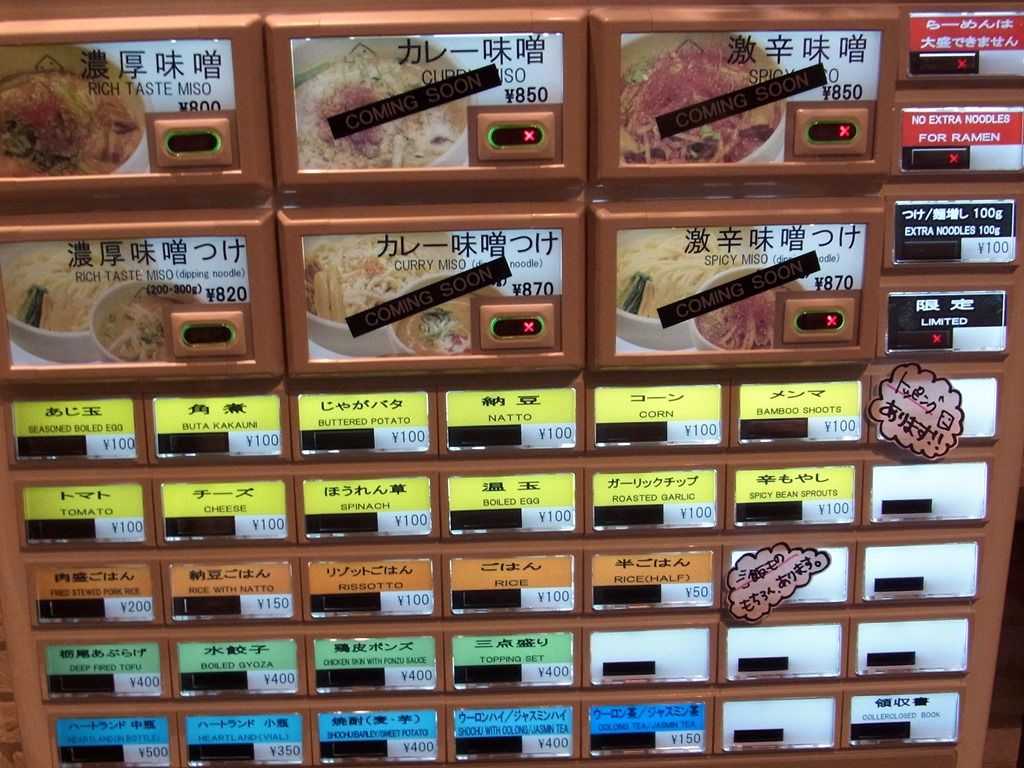 濃厚味噌
RICH TASTE MISO
¥800
カレー味噌
CURRY MISO
¥850
COMING SOON
激辛味噌
SPICY MISO
¥850
COMING SOON
らーめんは
大盛できません
NO EXTRA NOODLES
FOR RAMEN
濃厚味噌つけ
RICH TASTE MISO (dipping noodle)
(200・300g) ¥820
カレー味噌つけ
CURRY MISO (dipping noodle)
¥870
COMING SOON
激辛味噌つけ
SPICY MISO (dipping noodle)
¥870
COMING SOON
つけ/麺増し 100g
EXTRA NOODLES 100g
¥100
限定
LIMITED
あじ玉
SEASONED BOILED EGG
¥100
角煮
BUTA KAKAUNI
¥100
じゃがバタ
BUTTERED POTATO
¥100
納豆
NATTO
¥100
コーン
CORN
¥100
メンマ
BAMBOO SHOOTS
¥100
トッピング
あります!!
トマト
TOMATO
¥100
チーズ
CHEESE
¥100
ほうれん草
SPINACH
¥100
温玉
BOILED EGG
¥100
ガーリックチップ
ROASTED GARLIC
¥100
辛もやし
SPICY BEAN SPROUTS
¥100
肉盛ごはん
FRIED STEWED PORK RICE
¥200
納豆ごはん
RICE WITH NATTO
¥150
リゾットごはん
RISSOTTO
¥100
ごはん
RICE
¥100
半ごはん
RICE(HALF)
¥50
ご飯もの
もちろん、あります。
栃尾あぶらげ
DEEP FIRED TOFU
¥400
水餃子
BOILED GYOZA
¥400
鶏皮ポンズ
CHICKEN SKIN WITH PONZU SAUCE
¥400
三点盛り
TOPPING SET
¥400
ハートランド 中瓶
HEARTLAND(N BOTTLE)
¥500
ハートランド 小瓶
HEARTLAND(VIAL)
¥350
焼酎(麦・芋)
SHOCHU(BARLEY/SWEET POTATO)
¥400
ウーロンハイ/ジャスミンハイ
SHOCHU WITH OOLONG/JASMIN TEA
¥400
ウーロン茶/ジャスミン茶
OOLONG TEA/JASMIN TEA
¥150
領収書
COLLERCLOSED BOOK